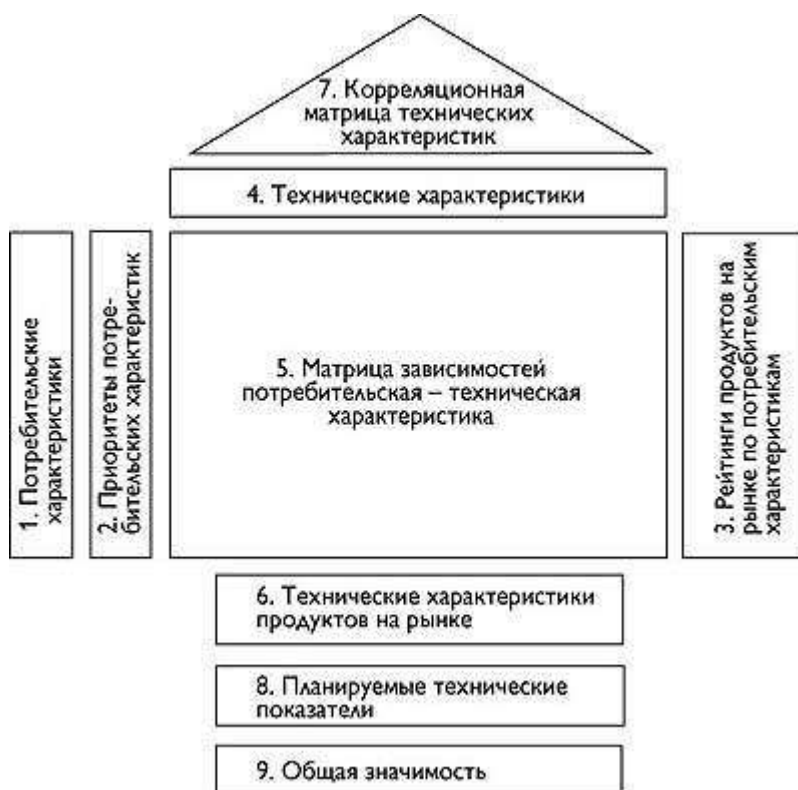 7. Корреляционная
матрица технических
характеристик
4. Технические характеристики
1. Потребительские
характеристики
2. Приоритеты потре-
бительских характеристик
5. Матрица зависимостей
потребительская – техническая
характеристика
3. Рейтинги продуктов на
рынке по потребительским
характеристикам
6. Технические характеристики
продуктов на рынке
8. Планируемые технические
показатели
9. Общая значимость